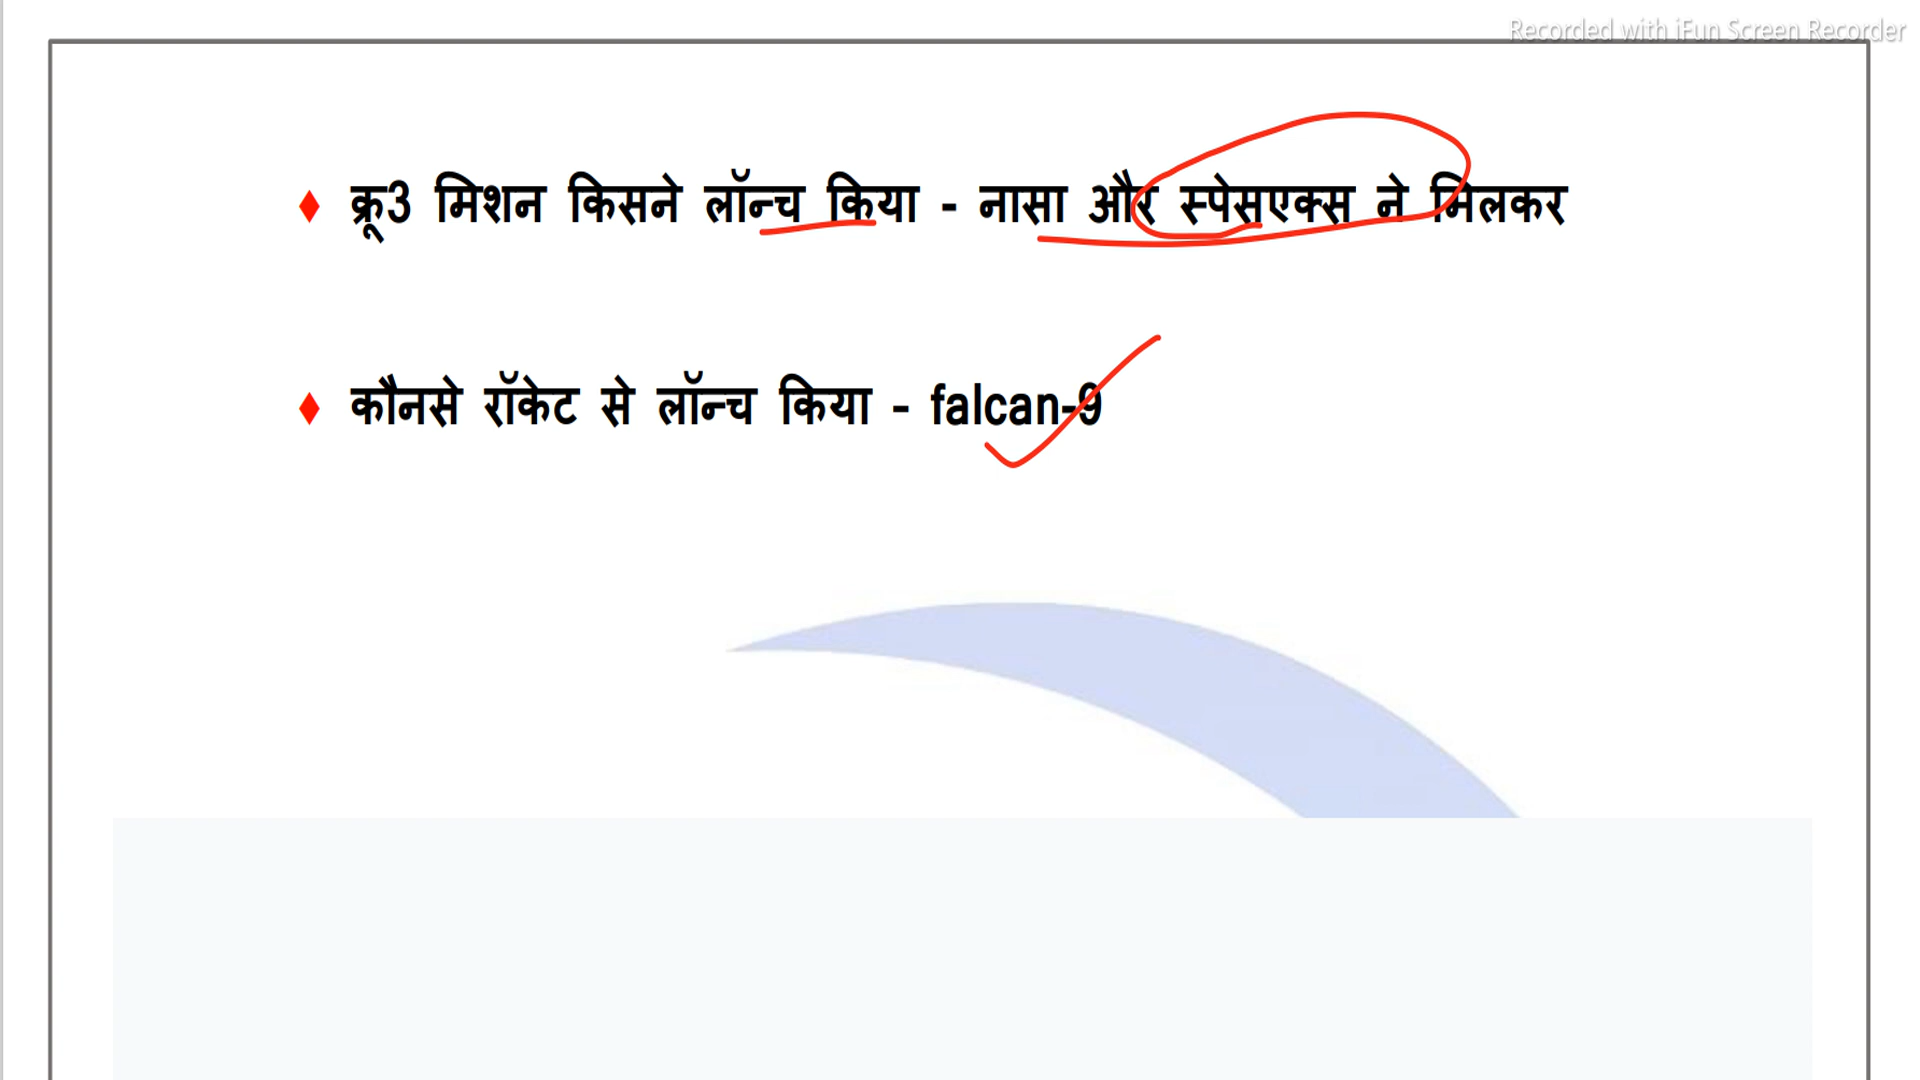 Recorded with iFun Screen Recorder
क्रू3 मिशन किसने लॉन्च किया - नासा और स्पेसएक्स ने मिलकर
कौनसे रॉकेट से लॉन्च किया - falcan-9